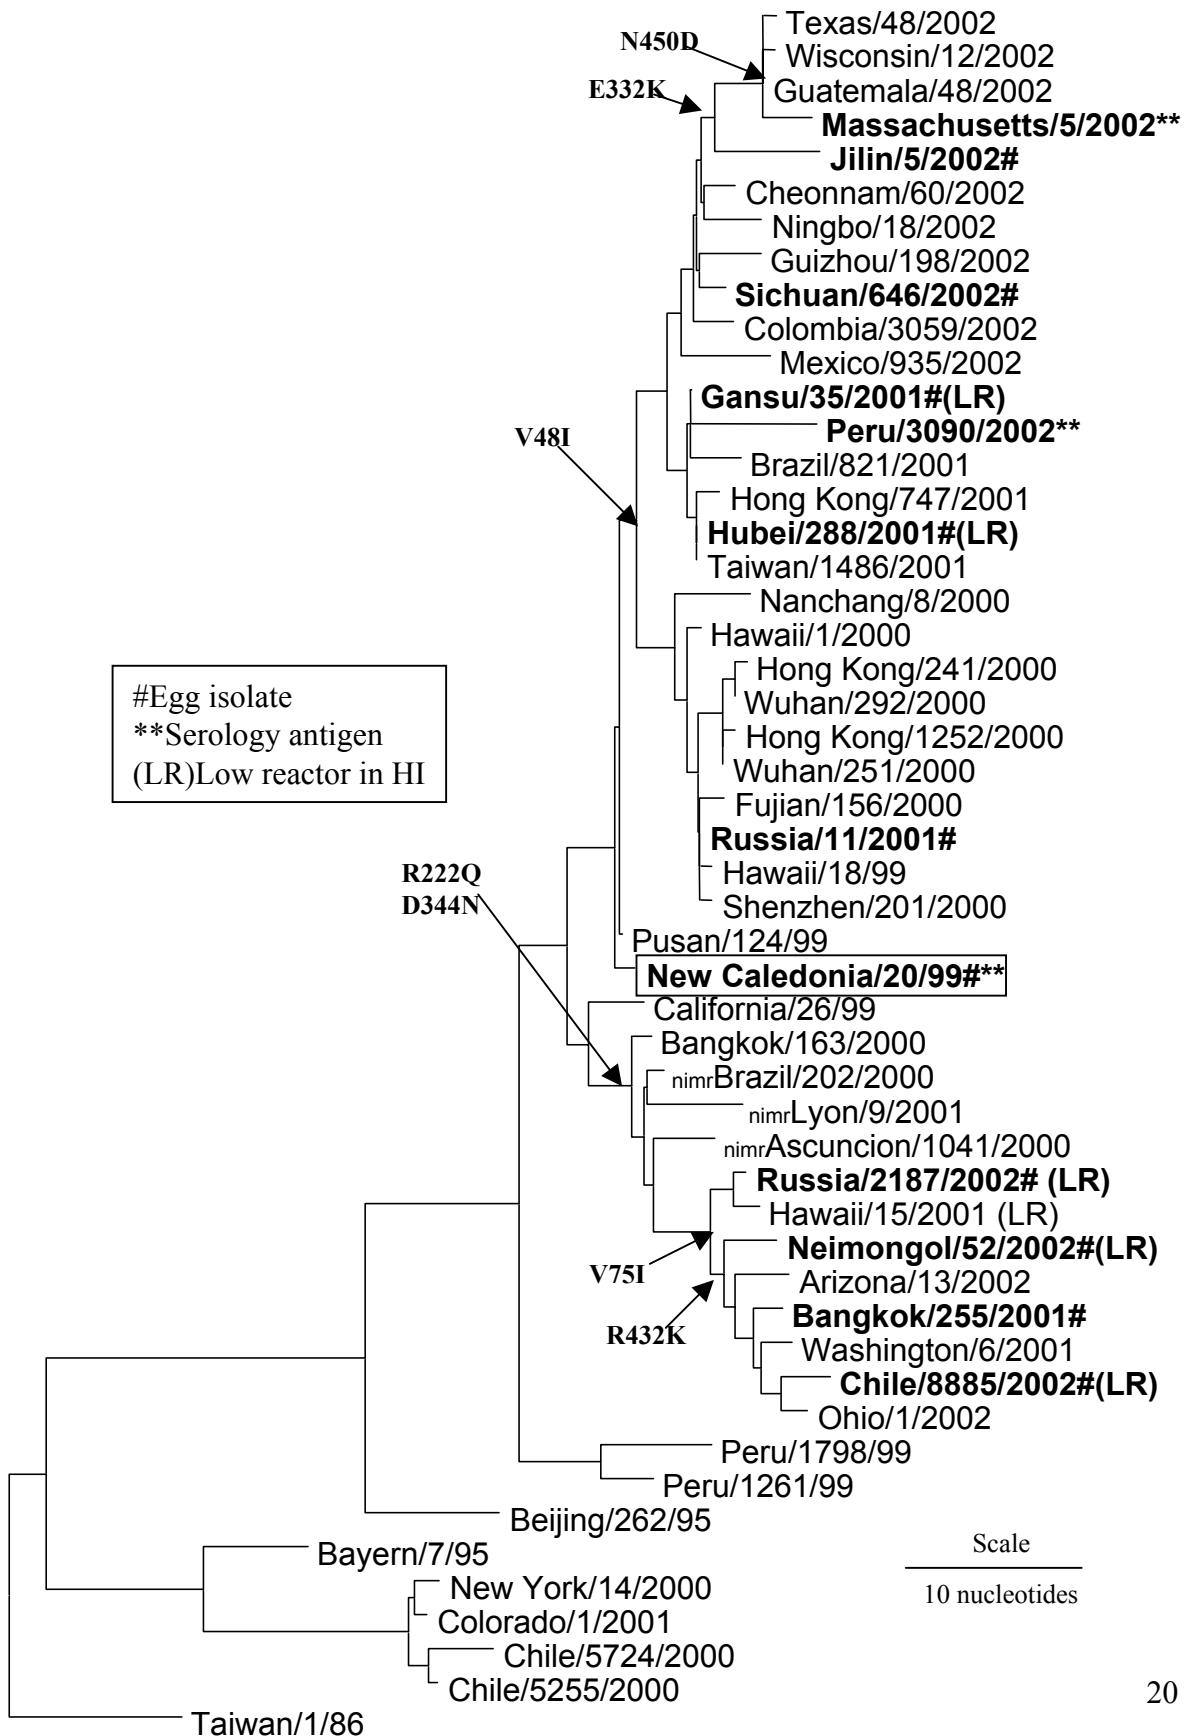 Texas/48/2002
N450D
Wisconsin/12/2002
E332K
Guatemala/48/2002
Massachusetts/5/2002**
Jilin/5/2002#
Cheonnam/60/2002
Ningbo/18/2002
Guizhou/198/2002
Sichuan/646/2002#
Colombia/3059/2002
Mexico/935/2002
Gansu/35/2001#(LR)
V48I
Peru/3090/2002**
Brazil/821/2001
Hong Kong/747/2001
Hubei/288/2001#(LR)
Taiwan/1486/2001
Nanchang/8/2000
Hawaii/1/2000
Hong Kong/241/2000
Wuhan/292/2000
Hong Kong/1252/2000
Wuhan/251/2000
#Egg isolate
**Serology antigen
(LR)Low reactor in HI
Fujian/156/2000
Russia/11/2001#
Hawaii/18/99
Shenzhen/201/2000
R222Q
D344N
Pusan/124/99
New Caledonia/20/99#**
California/26/99
Bangkok/163/2000
nimrBrazil/202/2000
nimrLyon/9/2001
nimrAscuncion/1041/2000
Russia/2187/2002# (LR)
Hawaii/15/2001 (LR)
Neimongol/52/2002#(LR)
V75I
Arizona/13/2002
Bangkok/255/2001#
R432K
Washington/6/2001
Chile/8885/2002#(LR)
Ohio/1/2002
Peru/1798/99
Peru/1261/99
Beijing/262/95
Scale
10 nucleotides
Bayern/7/95
New York/14/2000
Colorado/1/2001
Chile/5724/2000
Chile/5255/2000
Taiwan/1/86
20